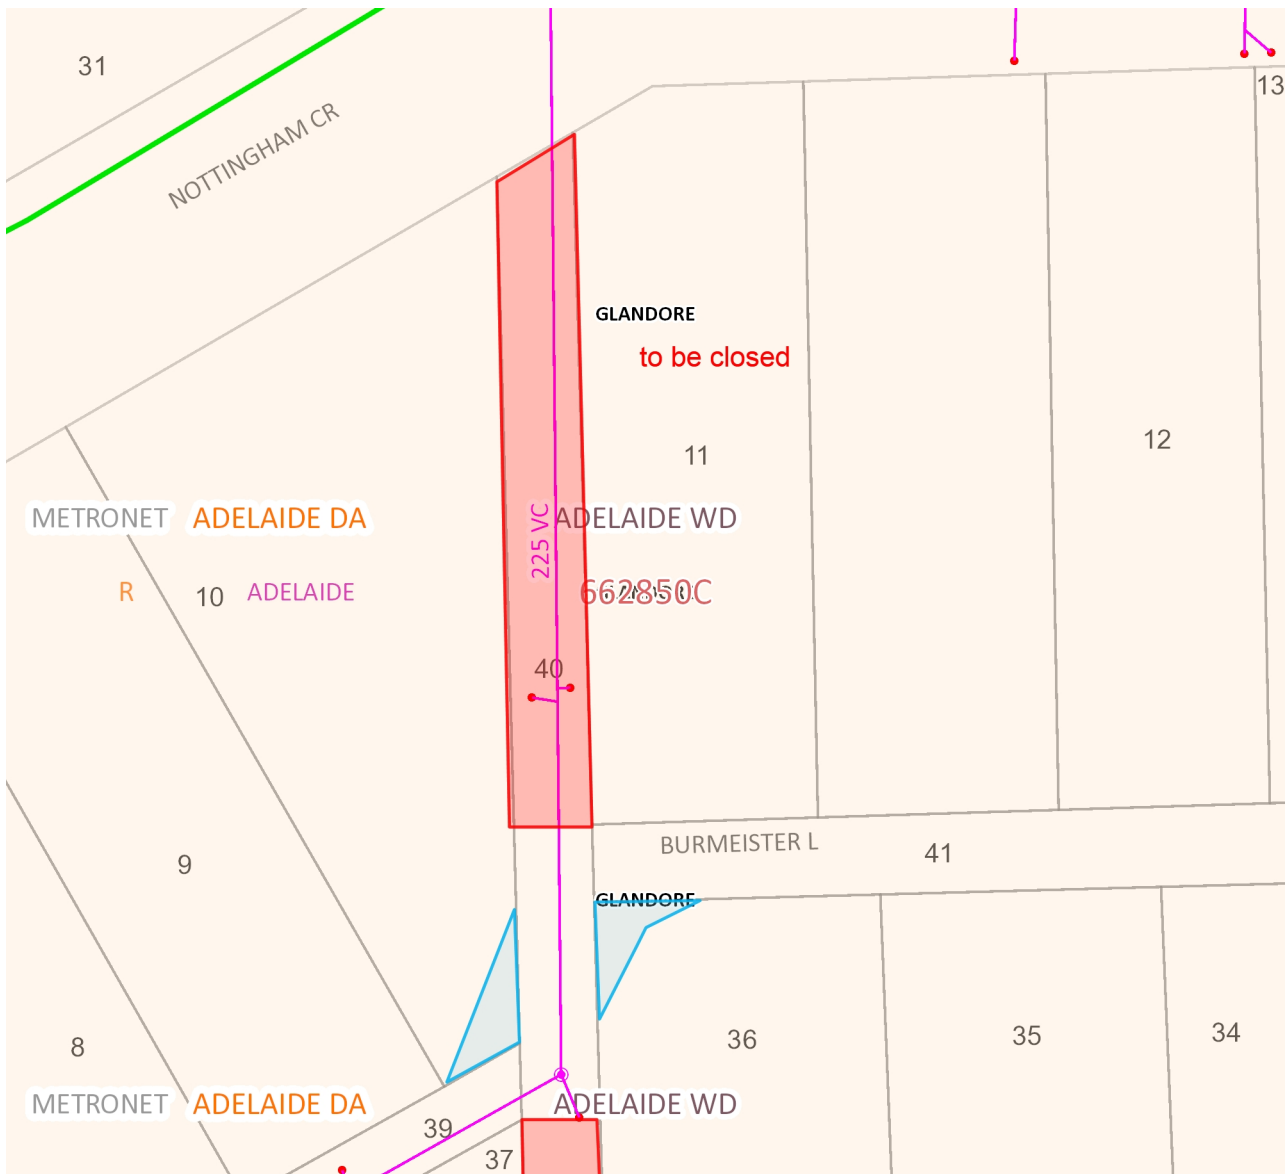 31
13
NOTTINGHAM CR
GLANDORE
to be closed
12
11
METRONET ADELAIDE DA
225 VC
ADELAIDE WD
R
10
ADELAIDE
662850C
40
BURMEISTER L
41
9
GLANDORE
36
35
34
8
METRONET ADELAIDE DA
ADELAIDE WD
39
37